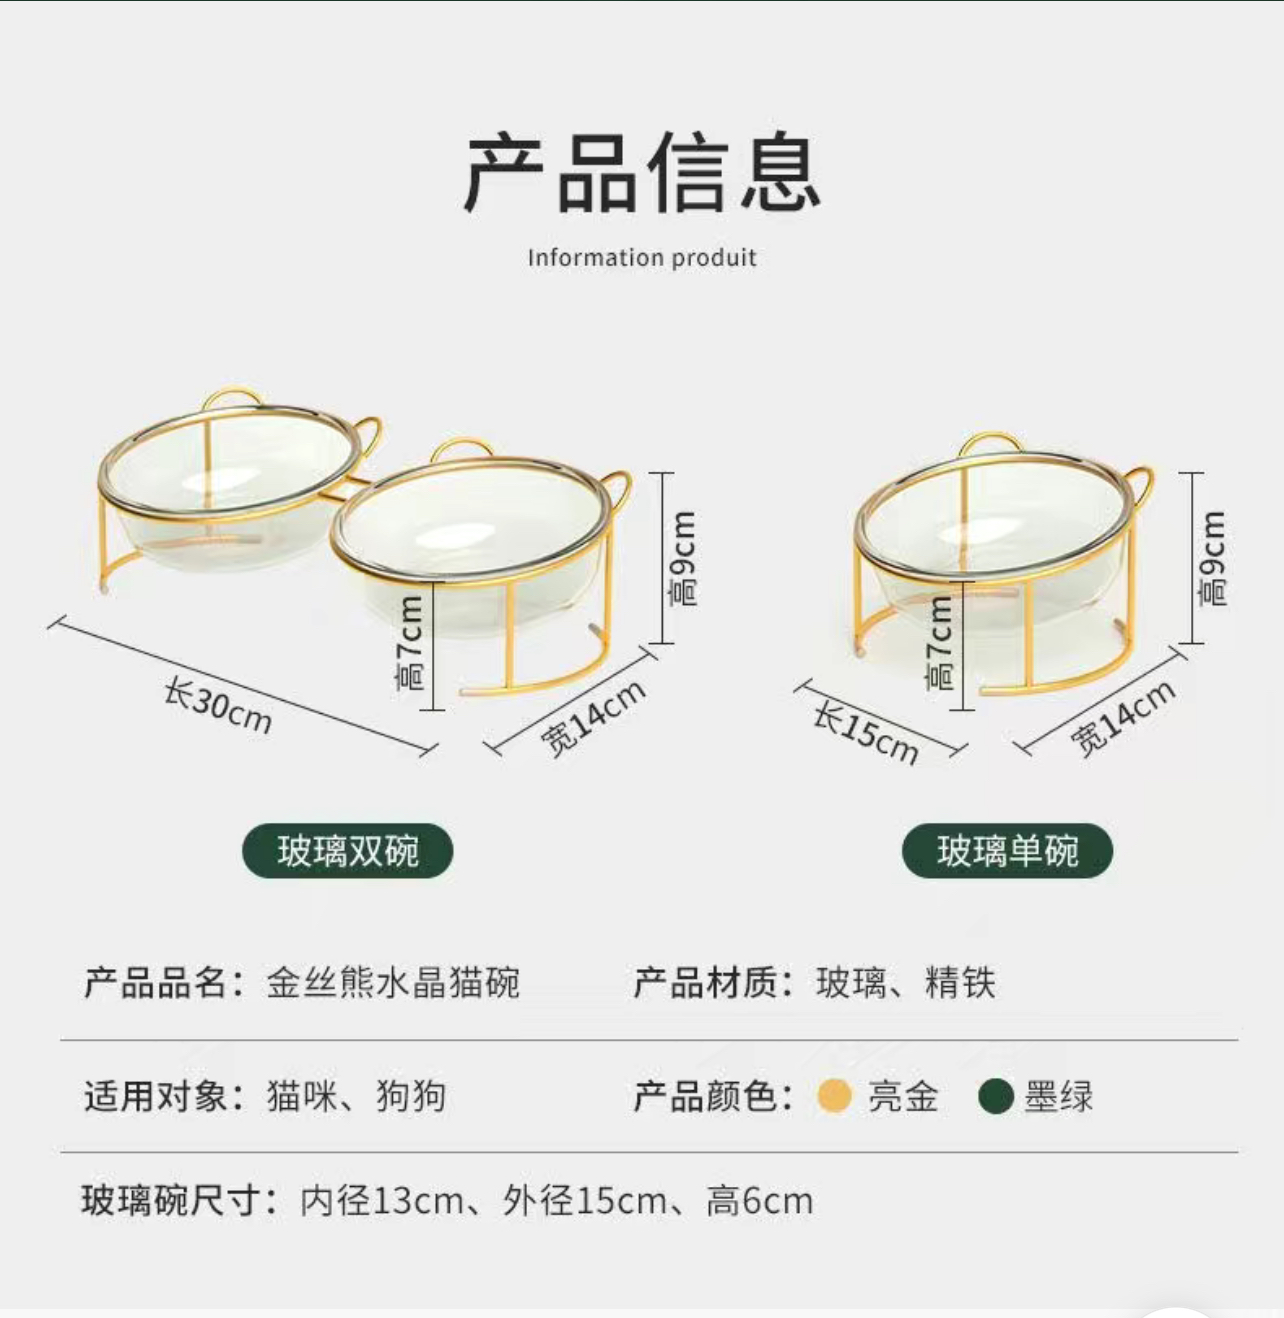 产品信息
Information produit
高9cm
高7cm
长30cm
宽14cm
高9cm
高7cm
长15cm
宽14cm
玻璃双碗
玻璃单碗
产品品名：金丝熊水晶猫碗
产品材质：玻璃、精铁
适用对象：猫咪、狗狗
产品颜色：亮金 墨绿
玻璃碗尺寸：内径13cm、外径15cm、高6cm